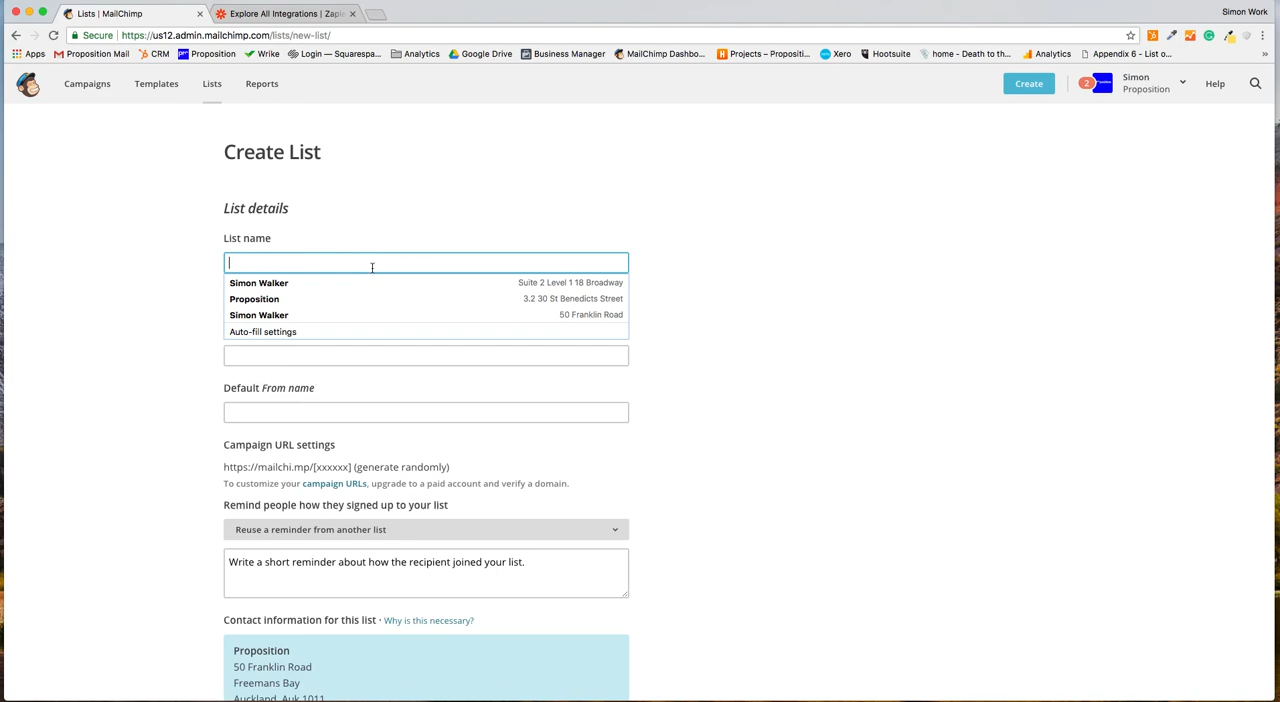 Lists | MailChimp
Explore All Integrations | Zapie
Simon Work
Secure https://us12.admin.mailchimp.com/lists/new-list/
Apps Proposition Mail CRM Proposition Wrike Login — Squarespa... Analytics Google Drive Business Manager MailChimp Dashbo... Projects – Propositi... Xero Hootsuite home - Death to th... Analytics Appendix 6 - List o... »
Campaigns Templates Lists Reports Create 2 Simon Help
Proposition
Create List
List details
List name
Simon Walker Suite 2 Level 1 18 Broadway
Proposition 3.2 30 St Benedicts Street
Simon Walker 50 Franklin Road
Auto-fill settings
Default From name
Campaign URL settings
https://mailchi.mp/[xxxxxx] (generate randomly)
To customize your campaign URLs, upgrade to a paid account and verify a domain.
Remind people how they signed up to your list
Reuse a reminder from another list
Write a short reminder about how the recipient joined your list.
Contact information for this list · Why is this necessary?
Proposition
50 Franklin Road
Freemans Bay
Auckland, Auk 1011